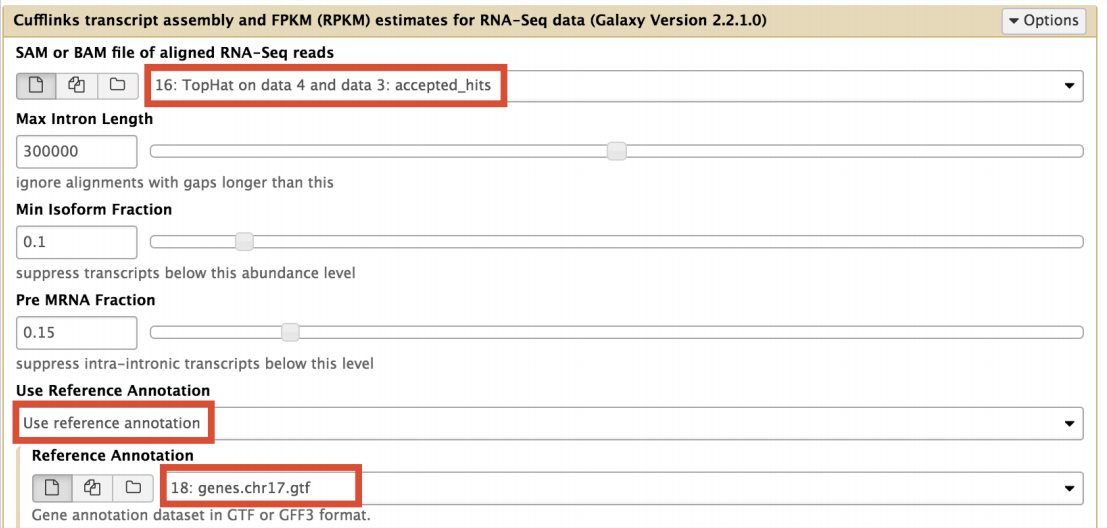 Cufflinks transcript assembly and FPKM (RPKM) estimates for RNA-Seq data (Galaxy Version 2.2.1.0)
Options
SAM or BAM file of aligned RNA-Seq reads
16: TopHat on data 4 and data 3: accepted_hits
Max Intron Length
300000
ignore alignments with gaps longer than this
Min Isoform Fraction
0.1
suppress transcripts below this abundance level
Pre MRNA Fraction
0.15
suppress intra-intronic transcripts below this level
Use Reference Annotation
Use reference annotation
Reference Annotation
18: genes.chr17.gtf
Gene annotation dataset in GTF or GFF3 format.